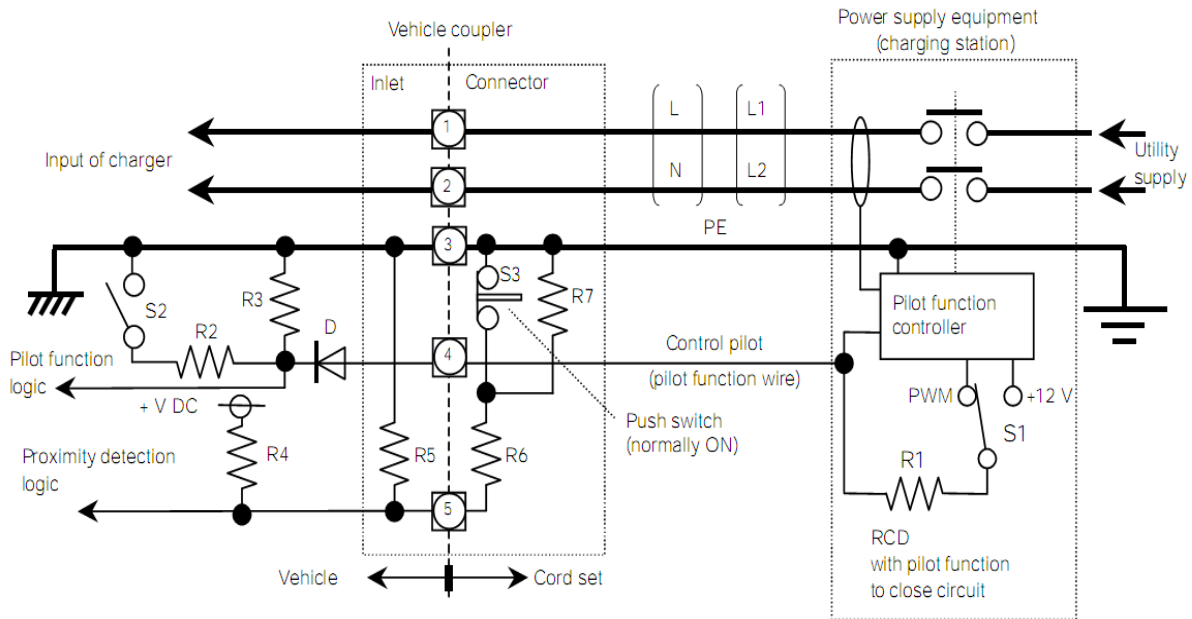 Power supply equipment
(charging station)
Vehicle coupler
Inlet
Connector
1
L
L1
Input of charger
Utility
supply
2
N
L2
3
PE
S3
S2
R3
R7
Pilot function
controller
R2
D
4
Control pilot
(pilot function wire)
Pilot function
logic
+ V DC
PWM
+12 V
Push switch
(normally ON)
S1
Proximity detection
logic
R4
R5
R6
R1
5
RCD
with pilot function
to close circuit
Vehicle
Cord set